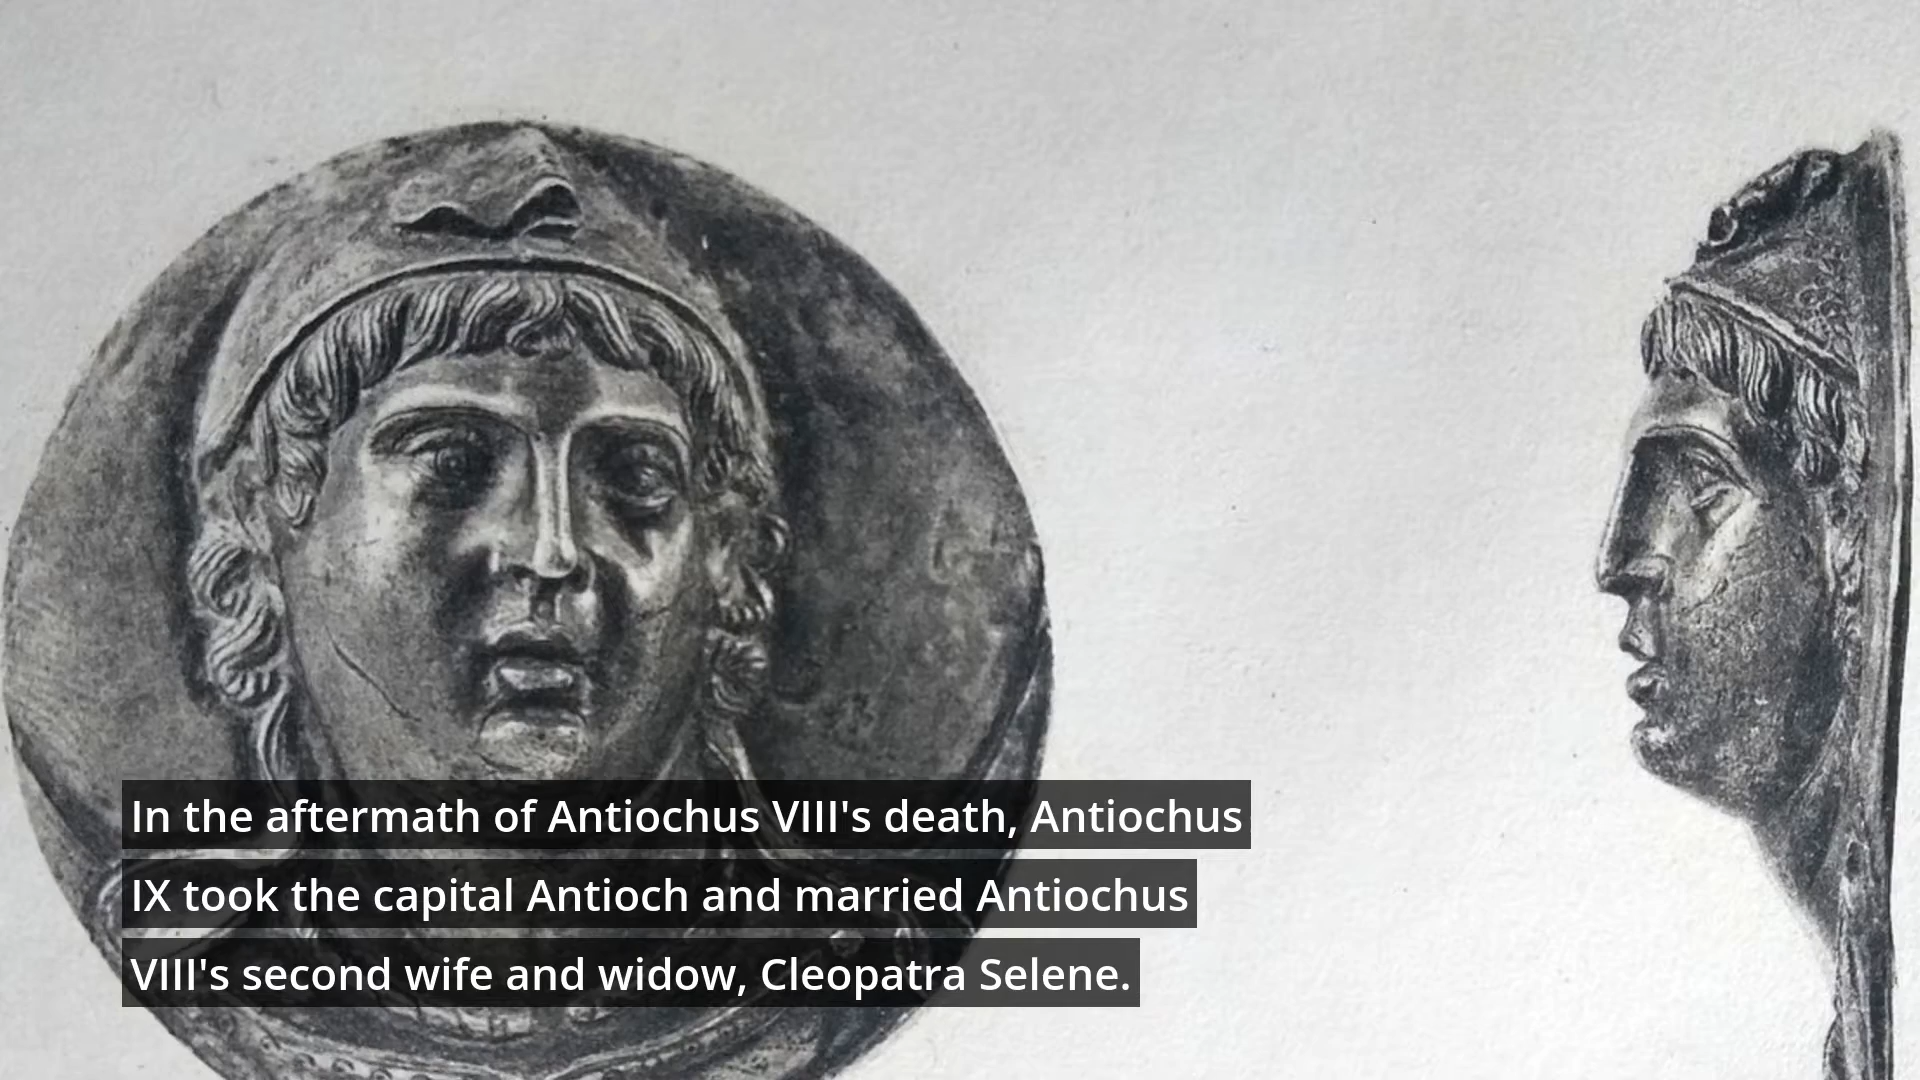 In the aftermath of Antiochus VIII's death, Antiochus
IX took the capital Antioch and married Antiochus
VIII's second wife and widow, Cleopatra Selene.